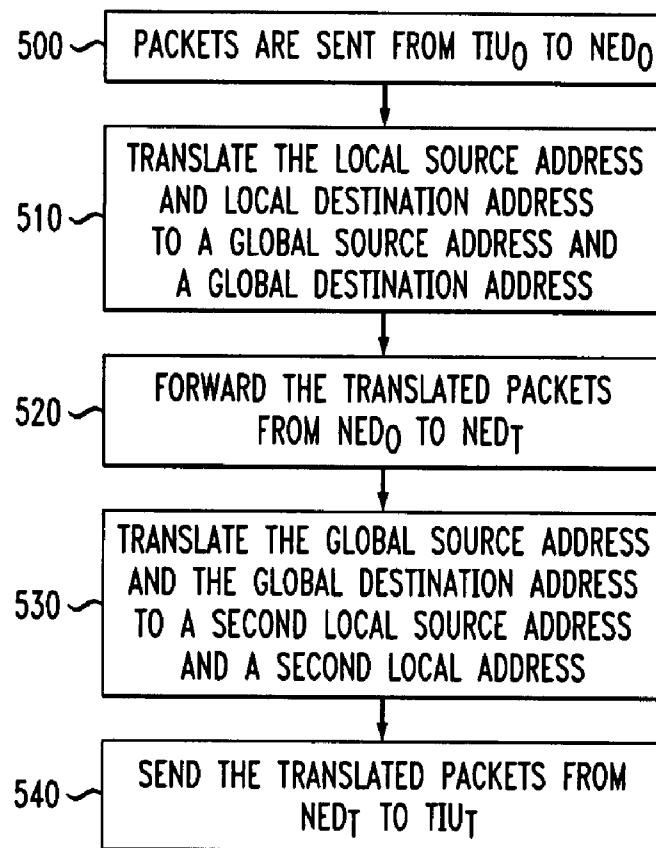 500 PACKETS ARE SENT FROM TIU₀ TO NED₀
TRANSLATE THE LOCAL SOURCE ADDRESS
AND LOCAL DESTINATION ADDRESS
510 TO A GLOBAL SOURCE ADDRESS AND
A GLOBAL DESTINATION ADDRESS
FORWARD THE TRANSLATED PACKETS
520 FROM NED₀ TO NEDT
TRANSLATE THE GLOBAL SOURCE ADDRESS
AND THE GLOBAL DESTINATION ADDRESS
530 TO A SECOND LOCAL SOURCE ADDRESS
AND A SECOND LOCAL ADDRESS
SEND THE TRANSLATED PACKETS FROM
540 NEDT TO TIUT